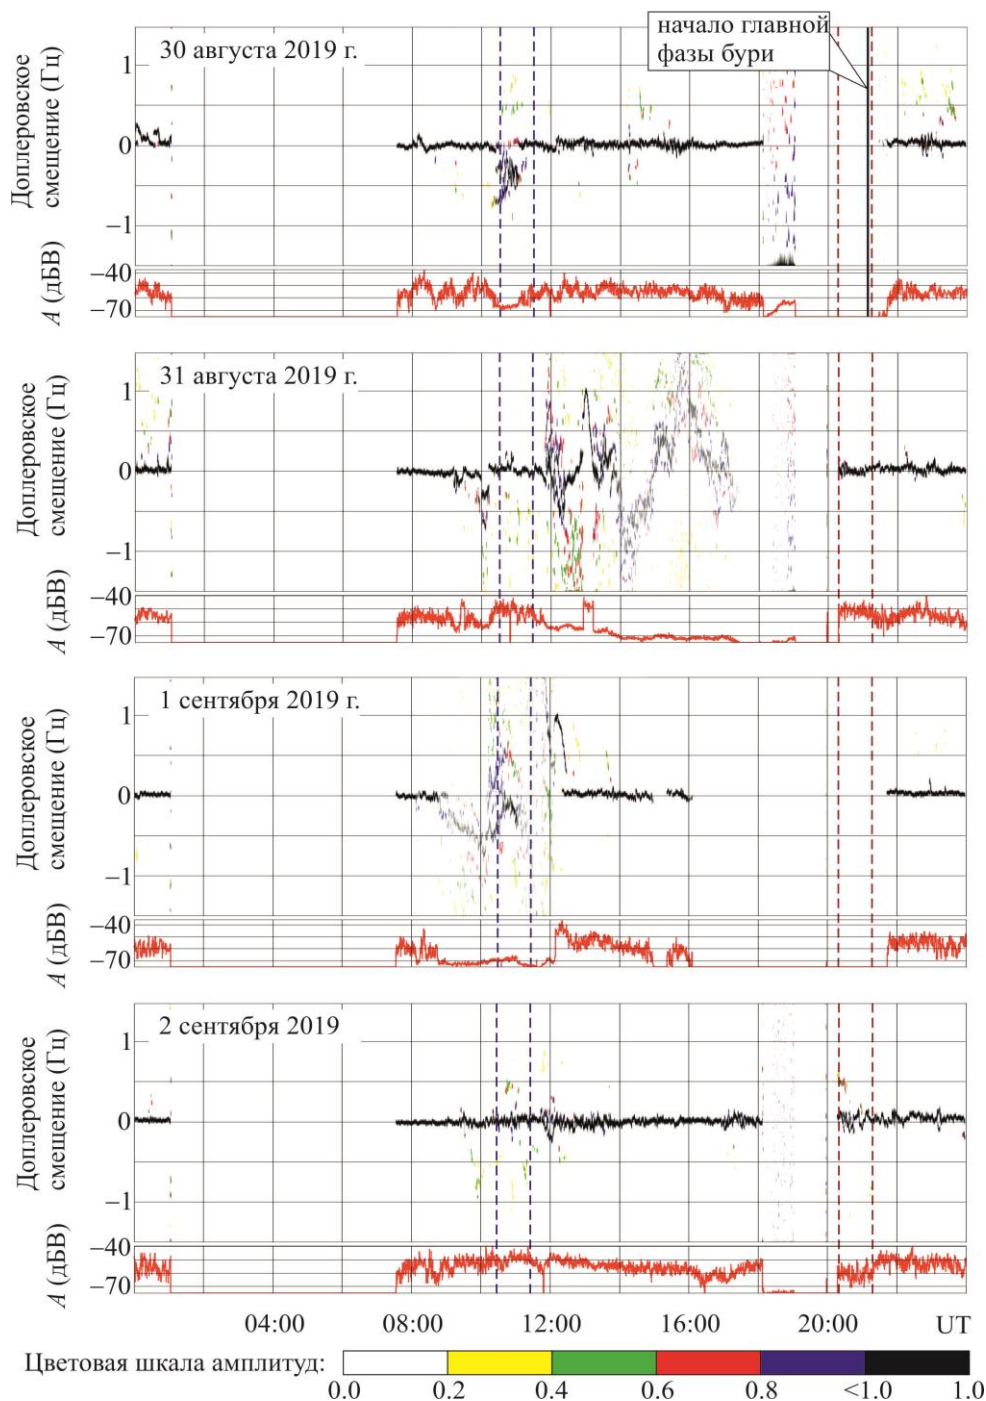 начало главной
фазы бури
30 августа 2019 г.
Доплеровское
смещение (Гц)
1
0
−1
A (дБВ)
−40
−70
31 августа 2019 г.
Доплеровское
смещение (Гц)
1
0
−1
A (дБВ)
−40
−70
1 сентября 2019 г.
Доплеровское
смещение (Гц)
1
0
−1
A (дБВ)
−40
−70
2 сентября 2019
Доплеровское
смещение (Гц)
1
0
−1
A (дБВ)
−40
−70
04:00 08:00 12:00 16:00 20:00 UT
Цветовая шкала амплитуд:
0.0 0.2 0.4 0.6 0.8 <1.0 1.0